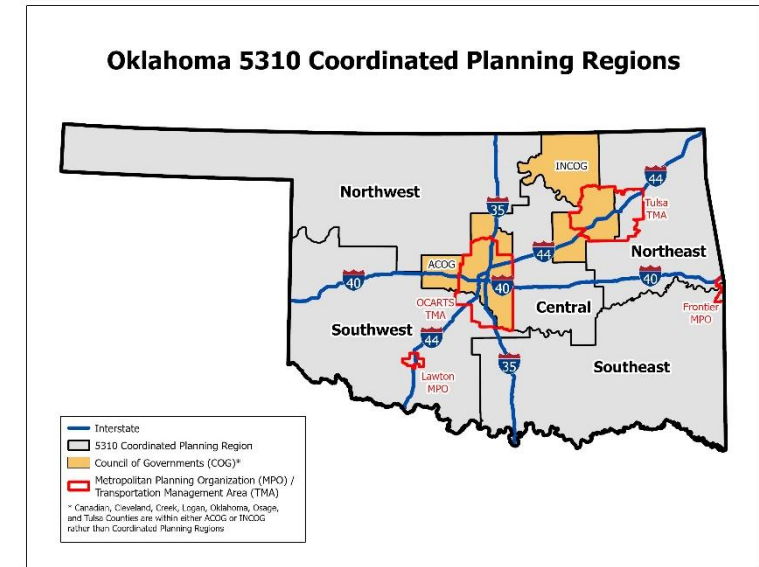 Oklahoma 5310 Coordinated Planning Regions
INCOG
44
Northwest
35
Tulsa
TMA
44
Northeast
ACOG
40
40
40
OCARTS
TMA
Central
Frontier
MPO
Southwest
44
35
Southeast
Lawton
MPO
Interstate
5310 Coordinated Planning Region
Council of Governments (COG)*
Metropolitan Planning Organization (MPO) /
Transportation Management Area (TMA)
* Canadian, Cleveland, Creek, Logan, Oklahoma, Osage,
and Tulsa Counties are within either ACOG or INCOG
rather than Coordinated Planning Regions